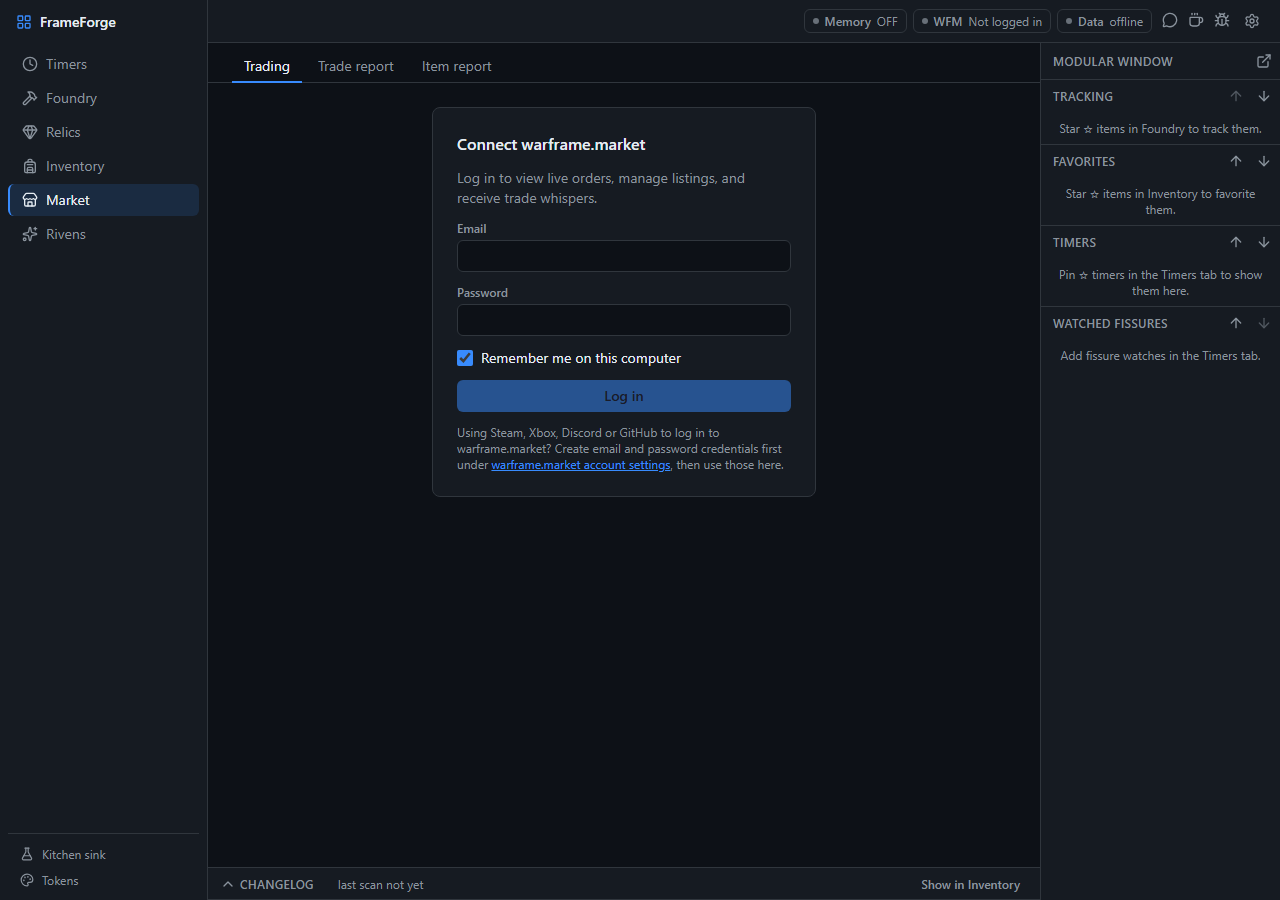 FrameForge
Memory OFF
WFM Not logged in
Data offline
Timers
Foundry
Relics
Inventory
Market
Rivens
Kitchen sink
Tokens
Trading
Trade report
Item report
Connect warframe.market
Log in to view live orders, manage listings, and
receive trade whispers.
Email
Password
Remember me on this computer
Log in
Using Steam, Xbox, Discord or GitHub to log in to
warframe.market? Create email and password credentials first
under warframe.market account settings, then use those here.
MODULAR WINDOW
TRACKING
Star ☆ items in Foundry to track them.
FAVORITES
Star ☆ items in Inventory to favorite
them.
TIMERS
Pin ☆ timers in the Timers tab to show
them here.
WATCHED FISSURES
Add fissure watches in the Timers tab.
CHANGELOG
last scan not yet
Show in Inventory